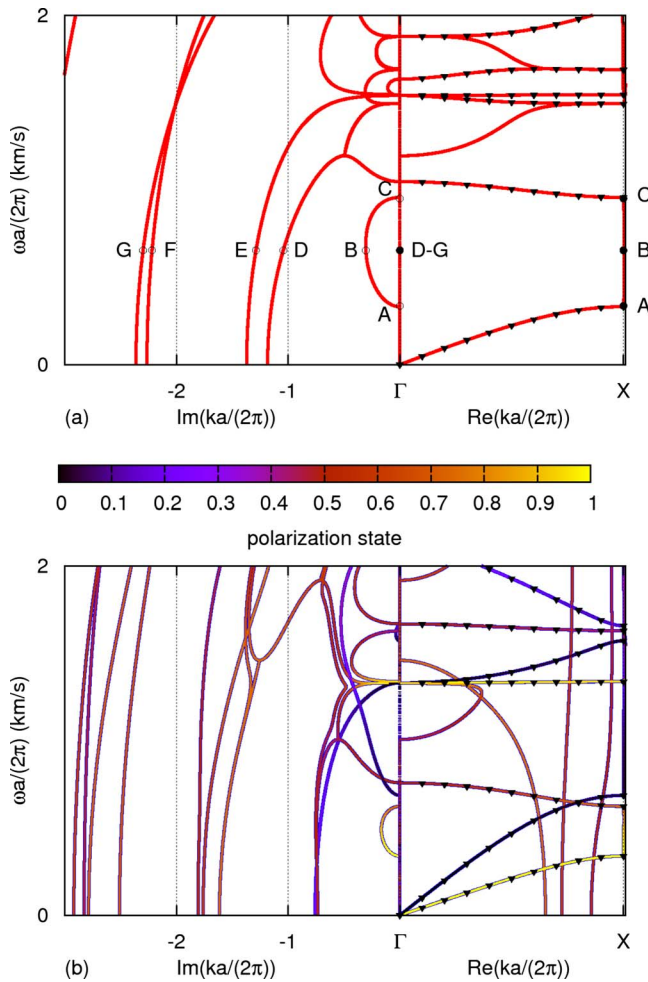 2
ωa/(2π) (km/s)
C
C
G
F
E
D
B
D-G
B
A
A
0
-2
-1
Γ
X
(a)
Im(ka/(2π))
Re(ka/(2π))
0 0.1 0.2 0.3 0.4 0.5 0.6 0.7 0.8 0.9 1
polarization state
2
ωa/(2π) (km/s)
0
-2
-1
Γ
X
(b)
Im(ka/(2π))
Re(ka/(2π))